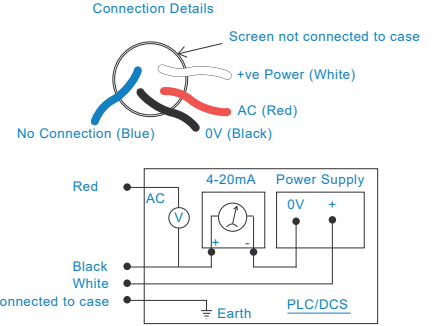 Connection Details
Screen not connected to case
+ve Power (White)
AC (Red)
No Connection (Blue)
0V (Black)
4-20mA
Power Supply
Red
AC
0V
+
V
+
-
Black
White
onnected to case
Earth
PLC/DCS